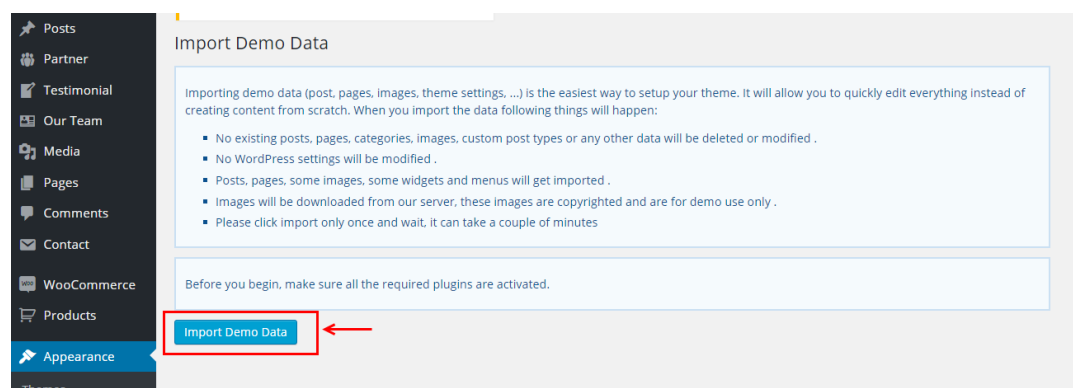 Posts
Partner
Testimonial
Our Team
Media
Pages
Comments
Contact
WooCommerce
Products
Appearance
Import Demo Data
Importing demo data (post, pages, images, theme settings, ...) is the easiest way to setup your theme. It will allow you to quickly edit everything instead of
creating content from scratch. When you import the data following things will happen:
No existing posts, pages, categories, images, custom post types or any other data will be deleted or modified .
No WordPress settings will be modified .
Posts, pages, some images, some widgets and menus will get imported .
Images will be downloaded from our server, these images are copyrighted and are for demo use only .
Please click import only once and wait, it can take a couple of minutes
Before you begin, make sure all the required plugins are activated.
Import Demo Data